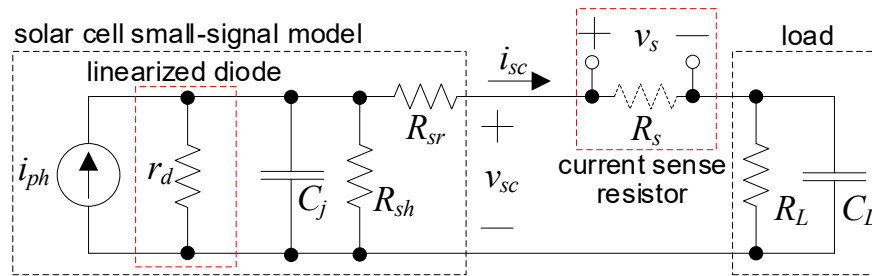 solar cell small-signal model
linearized diode
i_ph
r_d
C_j
R_sh
R_sr
i_sc
+
v_sc
−
+ v_s −
R_s
current sense
resistor
load
R_L
C_L